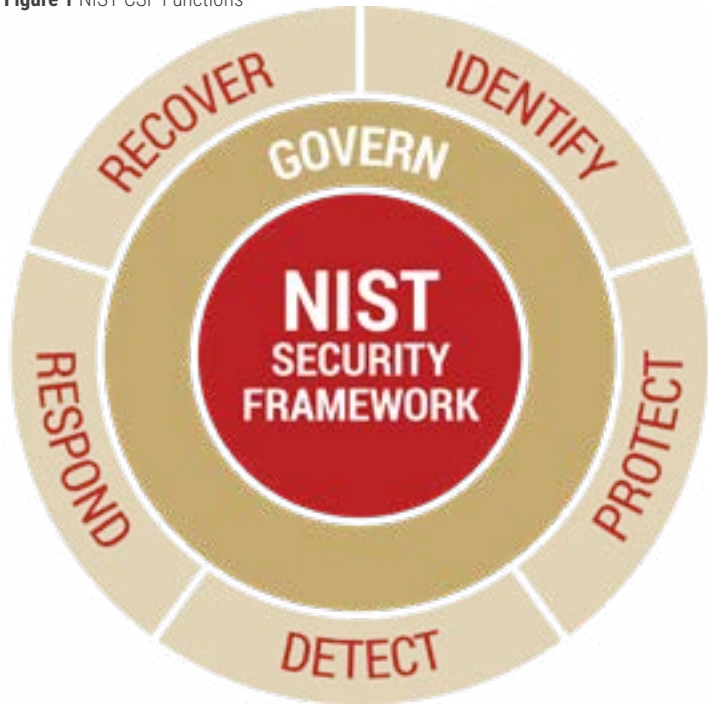 Figure 1 NIST CSF Functions
RECOVER
IDENTIFY
GOVERN
NIST
SECURITY
FRAMEWORK
RESPOND
PROTECT
DETECT